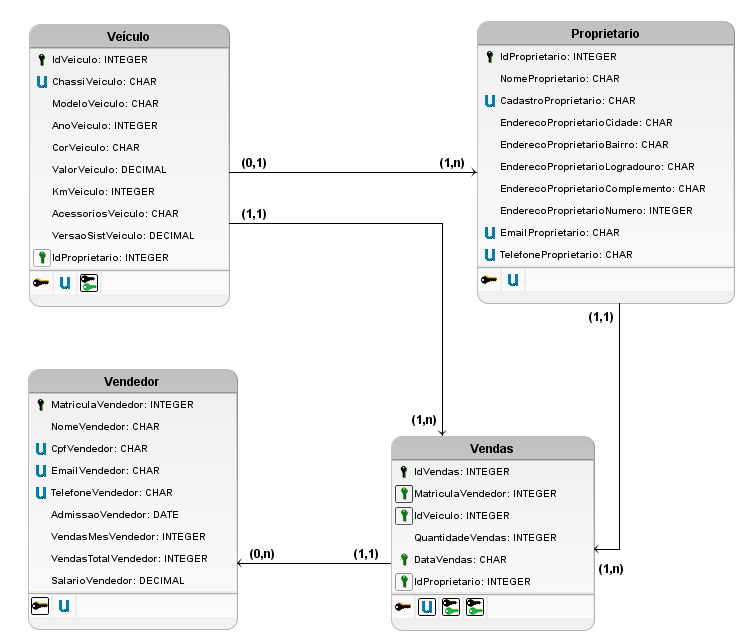 Veículo
IdVeiculo: INTEGER
ChassiVeiculo: CHAR
ModeloVeiculo: CHAR
AnoVeiculo: INTEGER
CorVeiculo: CHAR
ValorVeiculo: DECIMAL
KmVeiculo: INTEGER
AcessoriosVeiculo: CHAR
VersaoSistVeiculo: DECIMAL
IdProprietario: INTEGER
(0,1)
(1,n)
(1,1)
Proprietario
IdProprietario: INTEGER
NomeProprietario: CHAR
CadastroProprietario: CHAR
EnderecoProprietarioCidade: CHAR
EnderecoProprietarioBairro: CHAR
EnderecoProprietarioLogradouro: CHAR
EnderecoProprietarioComplemento: CHAR
EnderecoProprietarioNumero: INTEGER
EmailProprietario: CHAR
TelefoneProprietario: CHAR
(1,1)
Vendedor
MatriculaVendedor: INTEGER
NomeVendedor: CHAR
CpfVendedor: CHAR
EmailVendedor: CHAR
TelefoneVendedor: CHAR
AdmissaoVendedor: DATE
VendasMesVendedor: INTEGER
VendasTotalVendedor: INTEGER
SalarioVendedor: DECIMAL
(0,n)
(1,1)
(1,n)
Vendas
IdVendas: INTEGER
MatriculaVendedor: INTEGER
IdVeiculo: INTEGER
QuantidadeVendas: INTEGER
DataVendas: CHAR
IdProprietario: INTEGER
(1,n)